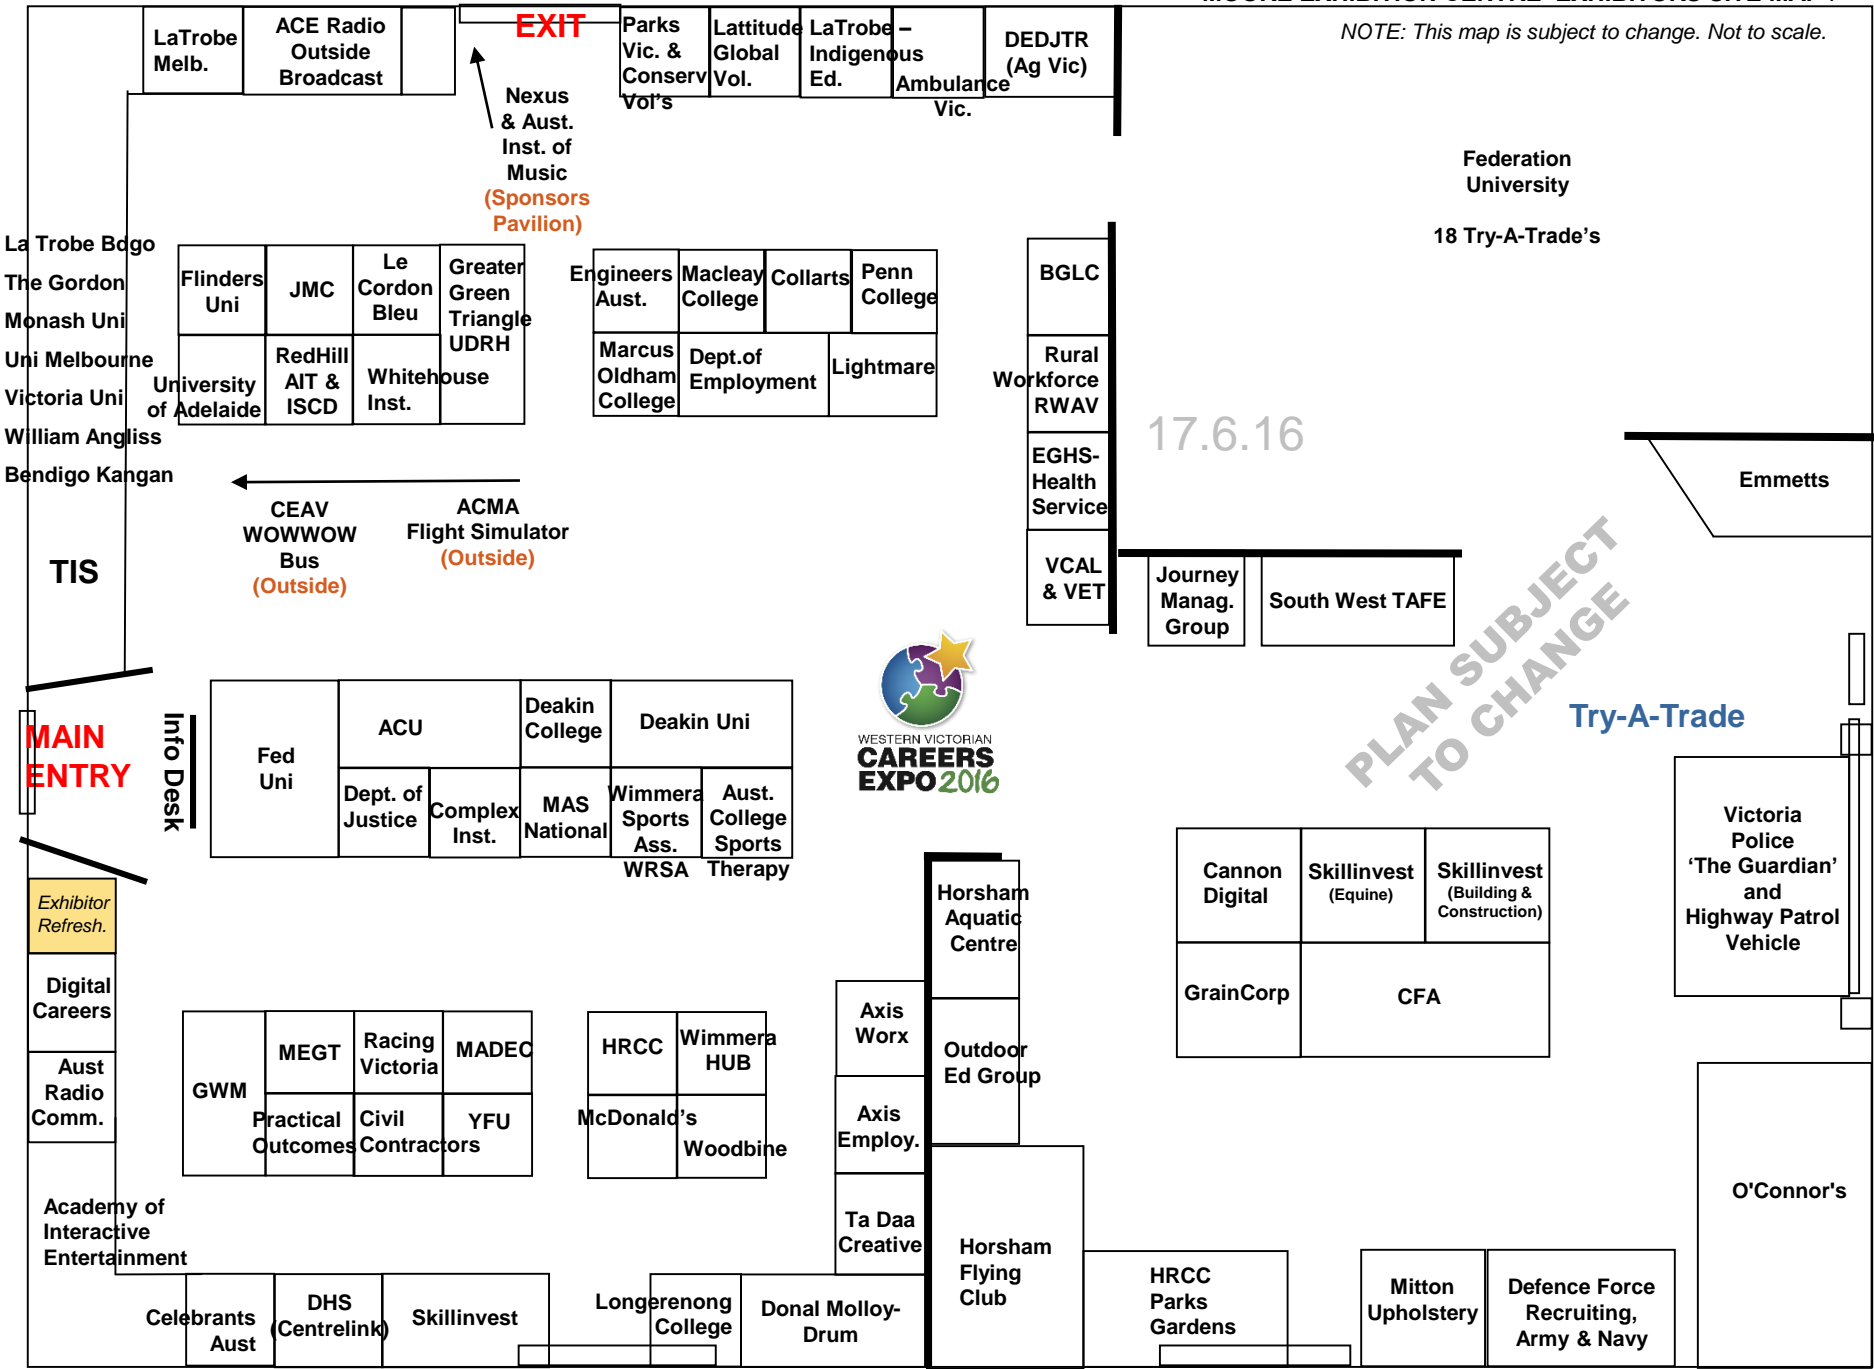 MOORE EXHIBITION CENTRE EXHIBITORS SITE MAP
NOTE: This map is subject to change. Not to scale.
LaTrobe
Melb.
ACE Radio
Outside
Broadcast
EXIT
Parks
Vic. &
Conserv
Vol's
Lattitude
Global
Vol.
LaTrobe –
Indigenous
Ed.
Ambulance
Vic.
DEDJTR
(Ag Vic)
Nexus
& Aust.
Inst. of
Music
(Sponsors
Pavilion)
Federation
University
18 Try-A-Trade's
La Trobe Bdgo
The Gordon
Monash Uni
Uni Melbourne
Victoria Uni
William Angliss
Bendigo Kangan
Flinders
Uni
JMC
Le
Cordon
Bleu
Greater
Green
Triangle
UDRH
University
of Adelaide
RedHill
AIT &
ISCD
Whitehouse
Inst.
Engineers
Aust.
Macleay
College
Collarts
Penn
College
Marcus
Oldham
College
Dept.of
Employment
Lightmare
BGLC
Rural
Workforce
RWAV
EGHS-
Health
Service
VCAL
& VET
17.6.16
Emmetts
CEAV
WOWWOW
Bus
(Outside)
ACMA
Flight Simulator
(Outside)
TIS
Journey
Manag.
Group
South West TAFE
PLAN SUBJECT
TO CHANGE
Try-A-Trade
MAIN
ENTRY
Info Desk
Fed
Uni
ACU
Deakin
College
Deakin Uni
Dept. of
Justice
Complex
Inst.
MAS
National
Wimmera
Sports
Ass.
WRSA
Aust.
College
Sports
Therapy
WESTERN VICTORIAN
CAREERS
EXPO 2016
Victoria
Police
‘The Guardian’
and
Highway Patrol
Vehicle
Cannon
Digital
Skillinvest
(Equine)
Skillinvest
(Building &
Construction)
GrainCorp
CFA
Exhibitor
Refresh.
Digital
Careers
Aust
Radio
Comm.
Academy of
Interactive
Entertainment
GWM
MEGT
Racing
Victoria
MADEC
Practical
Outcomes
Civil
Contractors
YFU
HRCC
Wimmera
HUB
McDonald's
Woodbine
Axis
Worx
Axis
Employ.
Ta Daa
Creative
Horsham
Aquatic
Centre
Outdoor
Ed Group
Horsham
Flying
Club
O'Connor's
Celebrants
Aust
DHS
(Centrelink)
Skillinvest
Longerenong
College
Donal Molloy-
Drum
HRCC
Parks
Gardens
Mitton
Upholstery
Defence Force
Recruiting,
Army & Navy